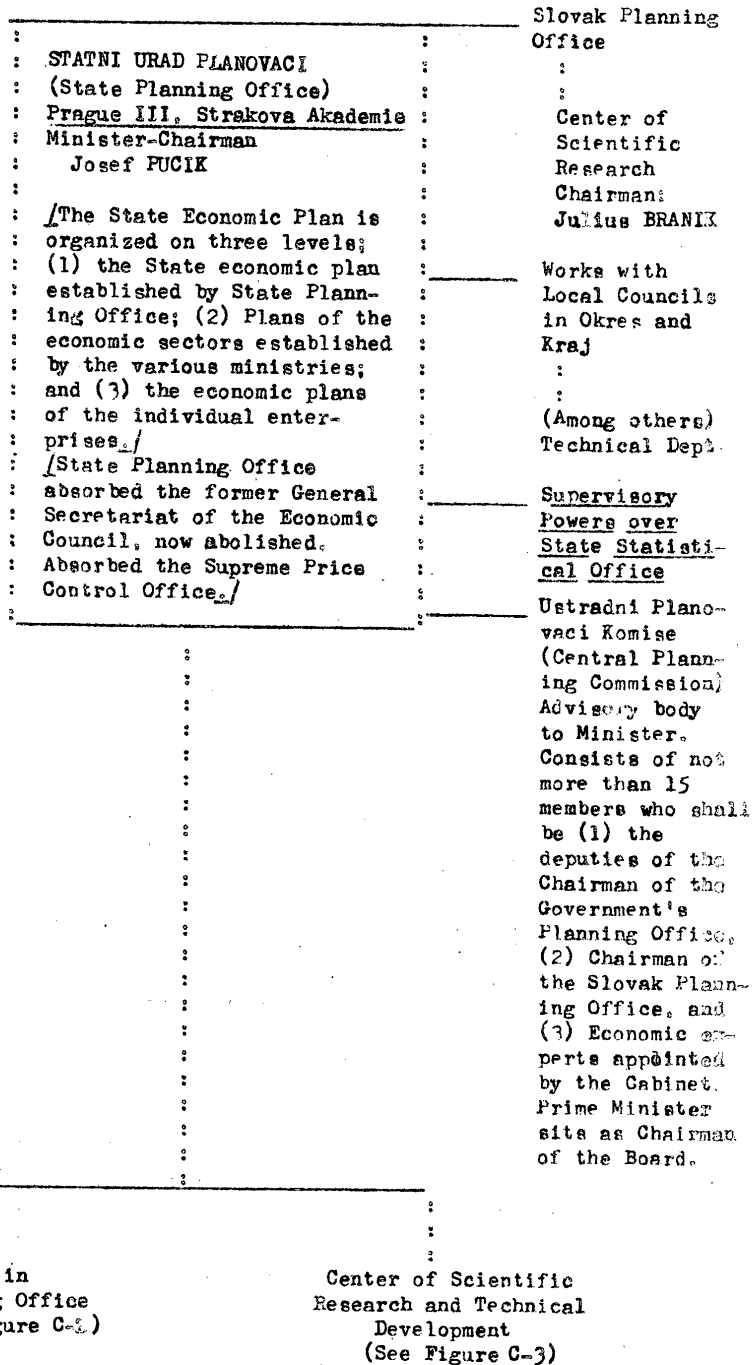 STATNI URAD PLANOVACI
(State Planning Office)
Prague III, Strakova Akademie
Minister-Chairman
Josef PUCIK
/The State Economic Plan is
organized on three levels;
(1) the State economic plan
established by State Plann-
ing Office; (2) Plans of the
economic sectors established
by the various ministries;
and (3) the economic plans
of the individual enter-
prises./
/State Planning Office
absorbed the former General
Secretariat of the Economic
Council, now abolished.
Absorbed the Supreme Price
Control Office./
Slovak Planning
Office
Center of
Scientific
Research
Chairman:
Julius BRANIK
Works with
Local Councils
in Okres and
Kraj
(Among others)
Technical Dept.
Supervisory
Powers over
State Statisti-
cal Office
Ustradni Plano-
vaci Komise
(Central Plann-
ing Commission)
Advisory body
to Minister.
Consists of not
more than 15
members who shall
be (1) the
deputies of the
Chairman of the
Government's
Planning Office,
(2) Chairman of
the Slovak Plann-
ing Office, and
(3) Economic ex-
perts appointed
by the Cabinet.
Prime Minister
sits as Chairman
of the Board.
in
Office
Center of Scientific
Research and Technical
Development
(See Figure C-3)